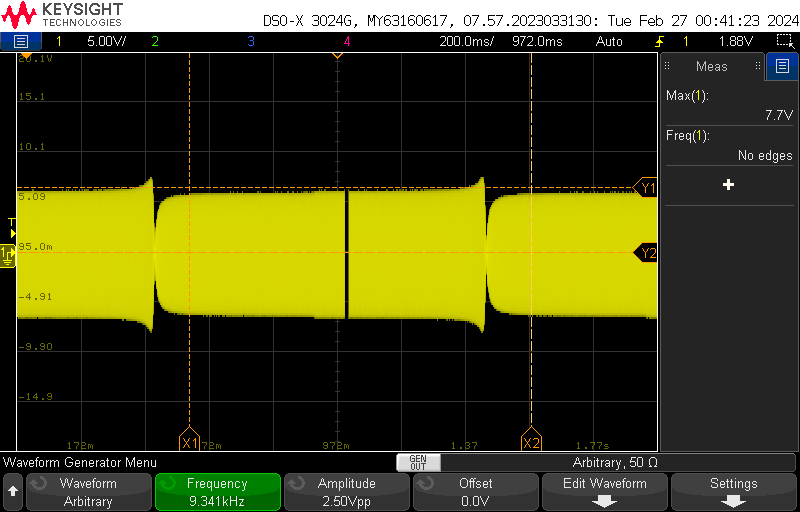 KEYSIGHT
TECHNOLOGIES
DSO-X 3024G, MY63160617, 07.57.2023033130: Tue Feb 27 00:41:23 2024
1 5.00V/ 2 3 4 200.0ms/ 972.0ms Auto 1 1.88V
20.1V
15.1
10.1
5.09
95.0m
-4.91
-9.90
-14.9
T
1
Y1
Y2
X1
X2
172m 72m 972m 1.37 1.77s
Meas
Max(1):
7.7V
Freq(1):
No edges
Waveform Generator Menu
GEN
OUT
Arbitrary, 50 Ω
Waveform
Arbitrary
Frequency
9.341kHz
Amplitude
2.50Vpp
Offset
0.0V
Edit Waveform
Settings